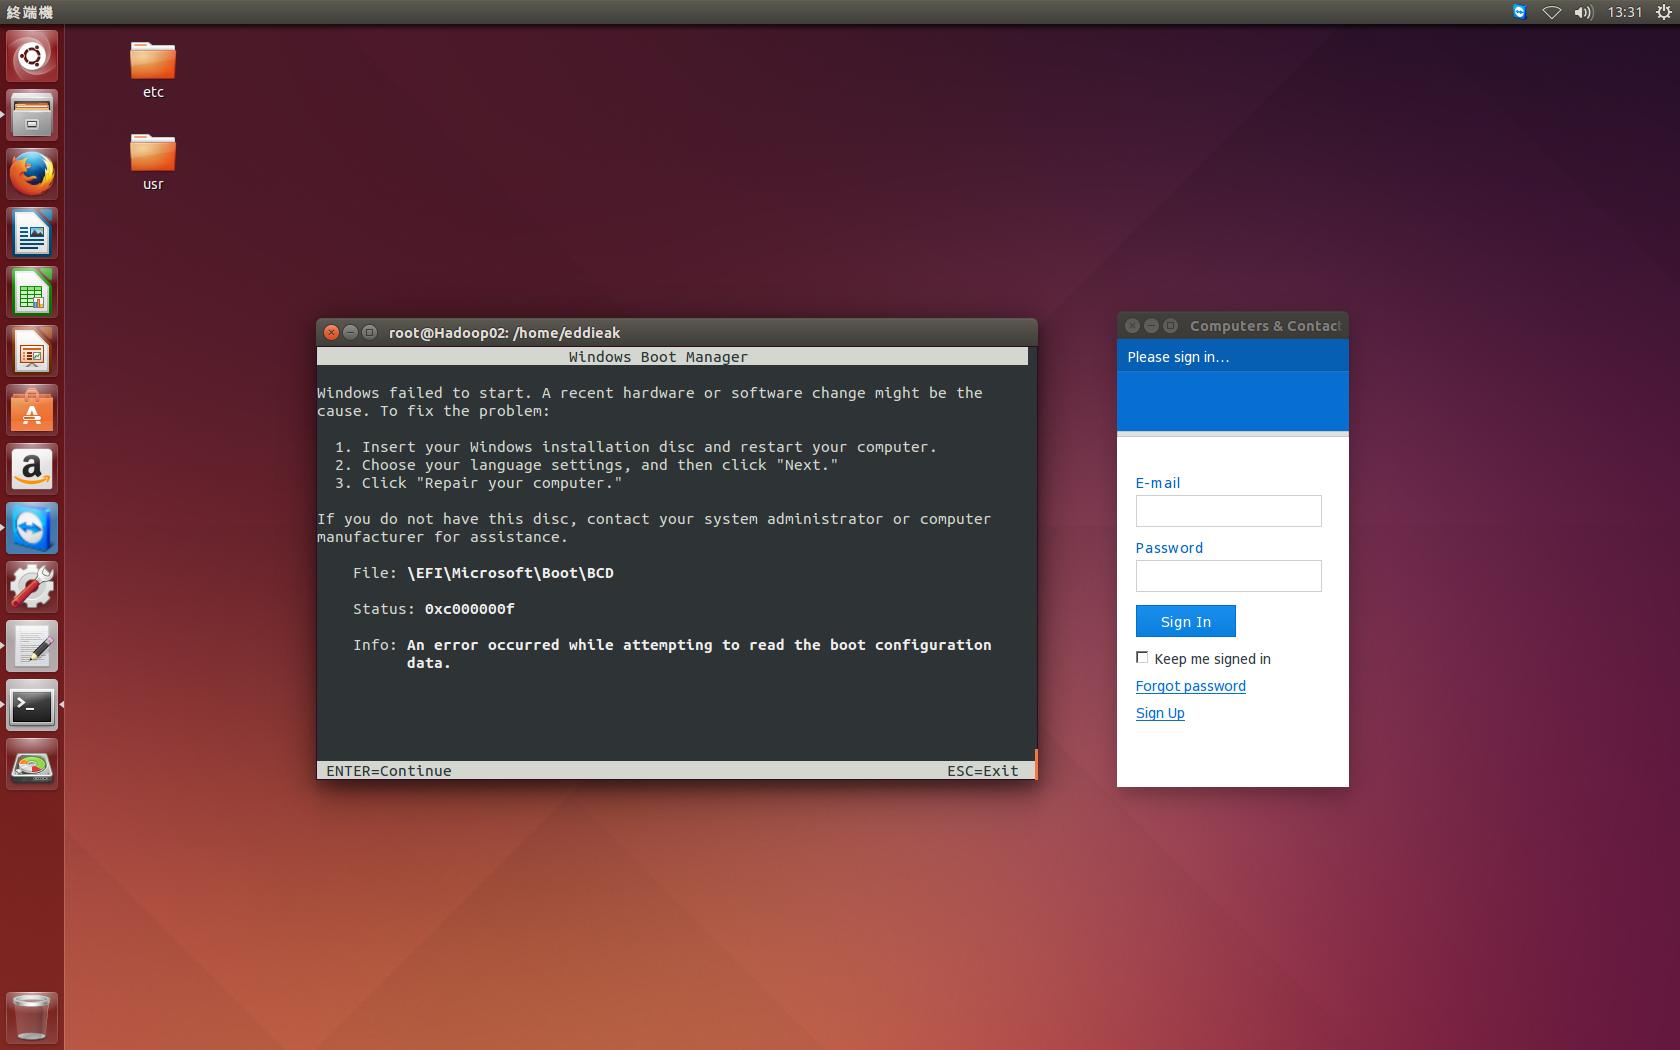 終端機
13:31
etc
usr
root@Hadoop02: /home/eddieak
Windows Boot Manager
Windows failed to start. A recent hardware or software change might be the
cause. To fix the problem:
1. Insert your Windows installation disc and restart your computer.
2. Choose your language settings, and then click "Next."
3. Click "Repair your computer."
If you do not have this disc, contact your system administrator or computer
manufacturer for assistance.
File: \EFI\Microsoft\Boot\BCD
Status: 0xc000000f
Info: An error occurred while attempting to read the boot configuration
data.
ENTER=Continue ESC=Exit
Computers & Contact
Please sign in...
E-mail
Password
Sign In
Keep me signed in
Forgot password
Sign Up